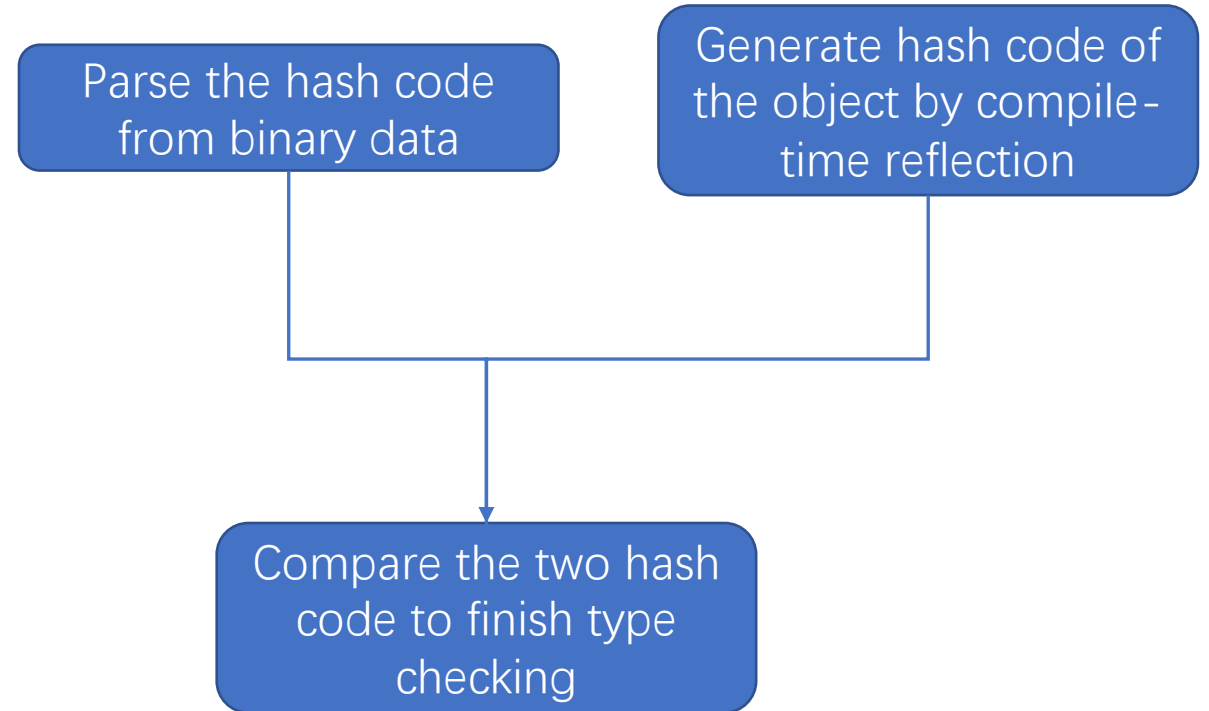 Parse the hash code
from binary data
Generate hash code of
the object by compile-
time reflection
Compare the two hash
code to finish type
checking